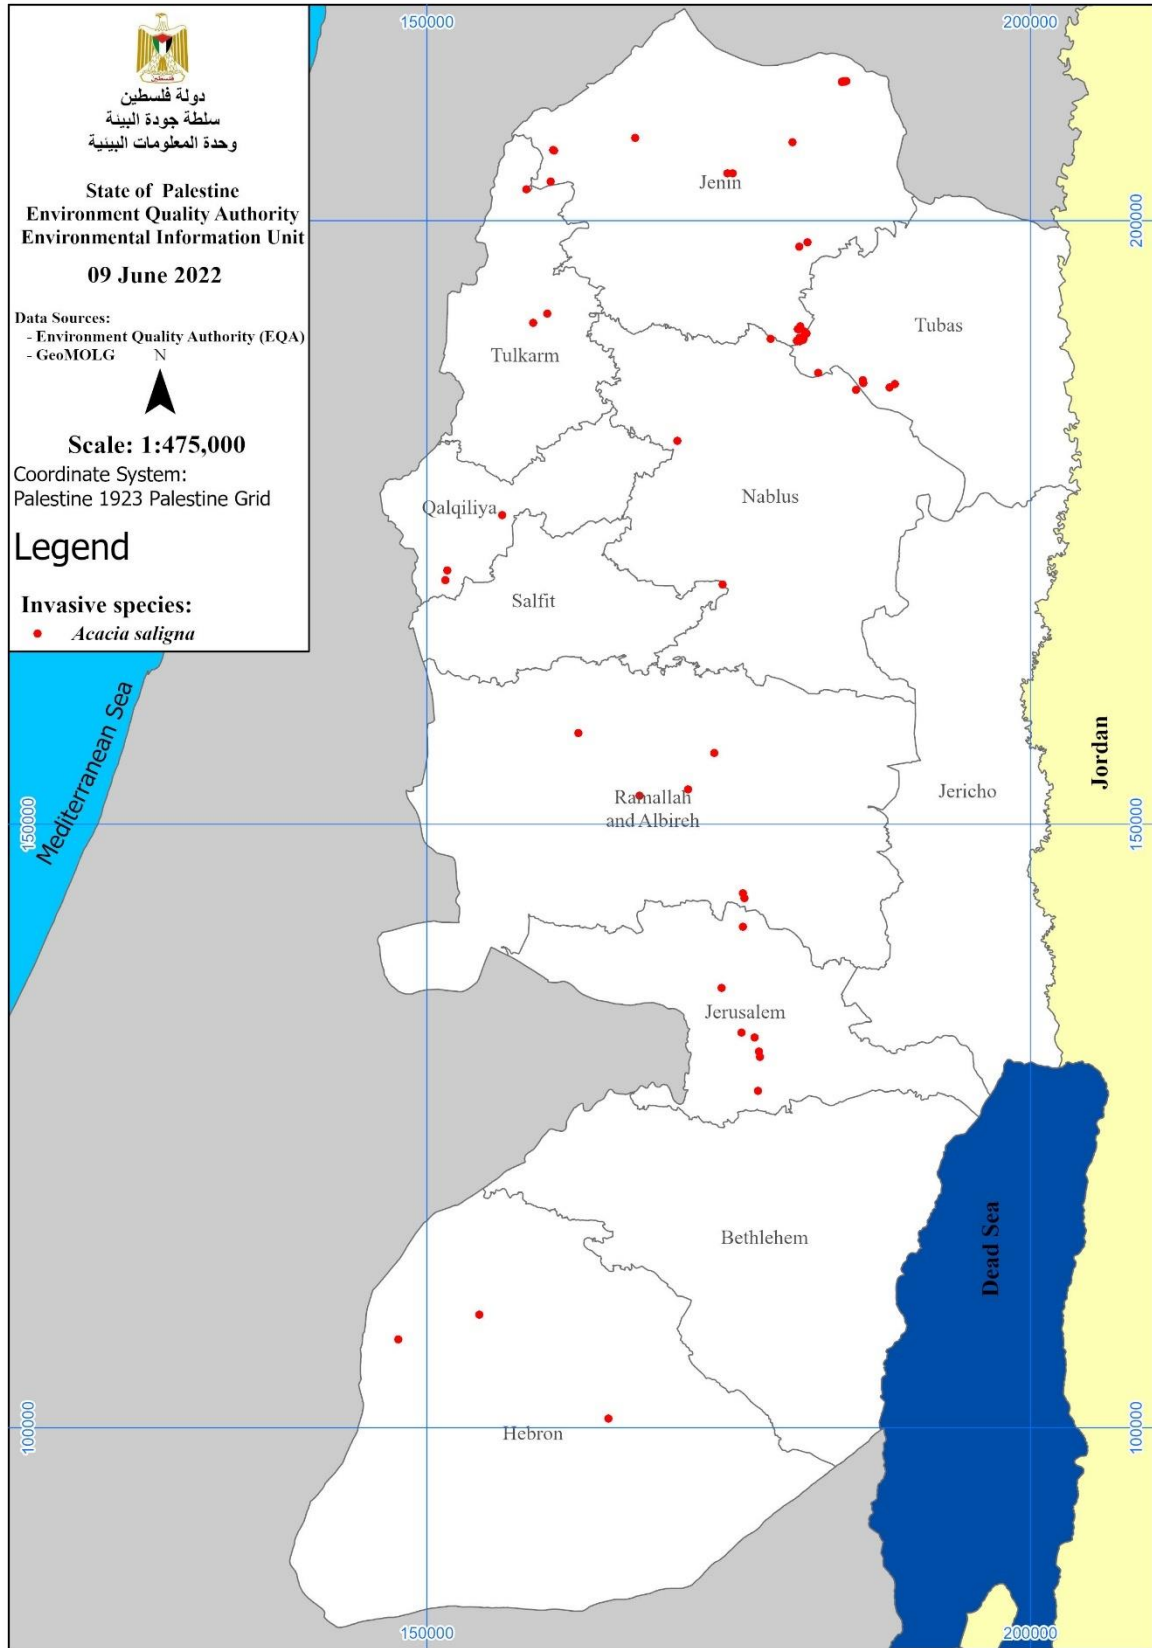 دولة فلسطين
سلطة جودة البيئة
وحدة المعلومات البيئية
State of Palestine
Environment Quality Authority
Environmental Information Unit
09 June 2022
Data Sources:
- Environment Quality Authority (EQA)
- GeoMOLG
N
Scale: 1:475,000
Coordinate System:
Palestine 1923 Palestine Grid
Legend
Invasive species:
Acacia saligna
150000
200000
Jenin
200000
200000
Tubas
Tulkarm
Qalqiliya
Nablus
Salfit
Mediterranean Sea
Jordan
Jericho
Ramallah
and Albireh
150000
150000
Jerusalem
Bethlehem
Dead Sea
Hebron
100000
100000
150000
200000